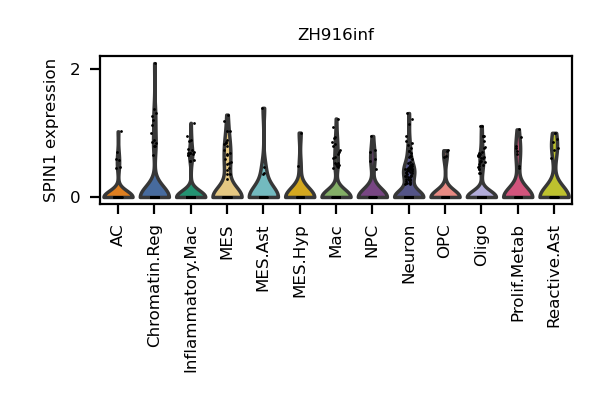 ZH916inf
SPIN1 expression
2
0
AC
Chromatin.Reg
Inflammatory.Mac
MES
MES.Ast
MES.Hyp
Mac
NPC
Neuron
OPC
Oligo
Prolif.Metab
Reactive.Ast